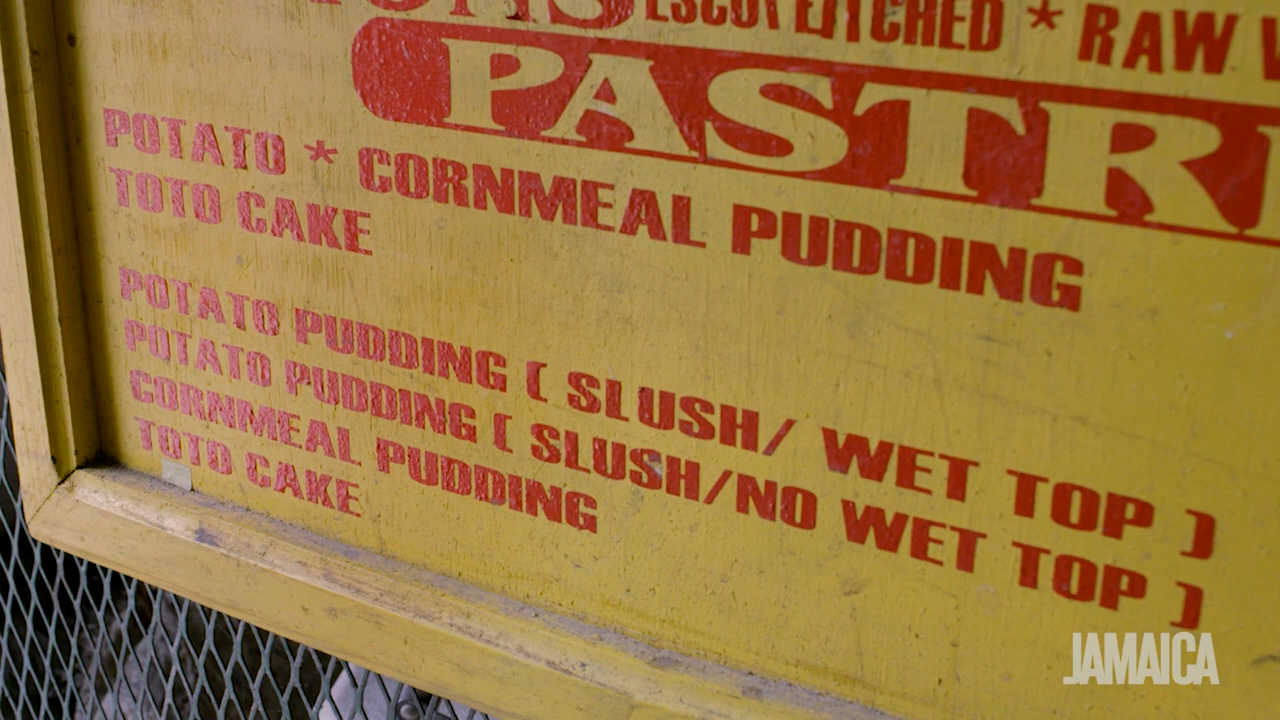 ESCOVEITCHED * RAW
PASTR
POTATO * CORNMEAL PUDDING
TOTO CAKE
POTATO PUDDING ( SLUSH/ WET TOP )
POTATO PUDDING ( SLUSH/NO WET TOP )
CORNMEAL PUDDING
TOTO CAKE
JAMAICA